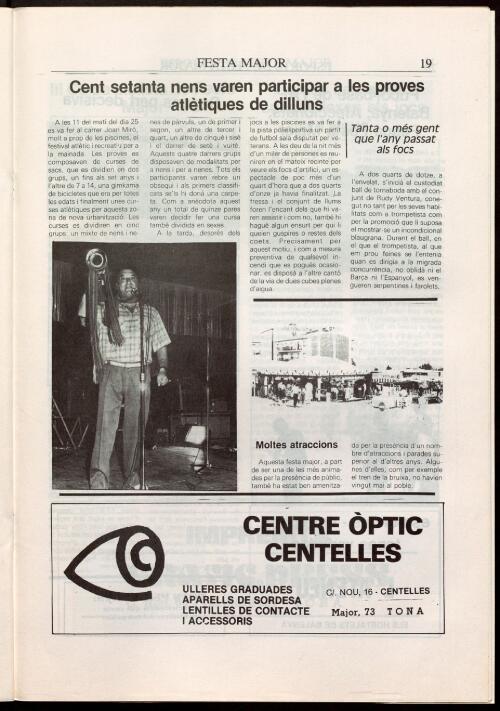 FESTA MAJOR
19
Cent setanta nens varen participar a les proves
atlètiques de dilluns
A les 11 del matí del dia 25
es va fer al carrer Joan Miró,
molt a prop de les piscines, el
festival atlètic i recreatiu per a
la mainada. Les proves es
composaven de curses de
sacs, que es dividien en dos
grups, un fins als set anys i
l'altre de 7 a 14, una gimkama
de bicicletes que era per totes
les edats i finalment unes cur-
ses atlètiques per aquesta zo-
na de nova urbanització. Les
curses es dividiren en cinc
grups: un mixte de nens i ne-
nes de pàrvuls, un de primer i
segon, un altre de tercer i
quart, un altre de cinquè i sisè
i el darrer de setè i vuitè.
Aquests quatre darrers grups
disposaven de modalitats per
a nens i per a nenes. Tots els
participants varen rebre un
obsequi i als primers classifi-
cats se'ls hi donà una carpe-
ta. Com a anècdota aquest
any un total de quinze pares
varen decidir fer una cursa
també dividida en sexes.
A la tarda, després dels
jocs a les piscines es va fer a
la pista poliesportiva un partit
de futbol sala disputat per ve-
terans. A les deu de la nit més
d'un miler de persones es reu-
niren en el mateix recinte per
veure els focs d'artifici, un es-
pectacle de poc més d'un
quart d'hora que a dos quarts
d'onze ja havia finalitzat. La
fressa i el conjunt de llums
foren l'encant dels que hi va-
ren ser i com no, també hi
hagué algun ensurt per qui li
queien guspires o restes dels
coets. Precisament per
aquest motiu, i com a mesura
preventiva de qualsevol in-
cendi que es pogués ocasio-
nar, es disposà a l'altre cantó
de la via de dues cubes plenes
d'aigua.
Tanta o més gent
que l'any passat
als focs
A dos quarts de dotze, a
l'envelat, s'inicià el custodiat
ball de tornaboda amb el con-
junt de Rudy Ventura, cone-
gut no tant per les seves habi-
litats com a trompetista com
per la promoció que li suposa
el mostrar-se un incondicional
blaugrana. Durant el ball, en
el que el trompetista, al que
em prou feines se l'entenia
quan es dirigia a la migrada
concurrència, no oblidà ni el
Barça ni l'Espanyol, es ven-
gueren serpentines i farolets.
Moltes atraccions
Aquesta festa major, a part
de ser una de les més anima-
des per la presència de públic,
també ha estat ben amenitza-
da per la presència d'un nom-
bre d'atraccions i parades su-
perior al d'altres anys. Algu-
nes d'elles, com per exemple
el tren de la bruixa, no havien
vingut mai al poble.
CENTRE ÒPTIC
CENTELLES
ULLERES GRADUADES
APARELLS DE SORDESA
LENTILLES DE CONTACTE
I ACCESSORIS
C/. NOU, 16 - CENTELLES
Major, 73 TONA